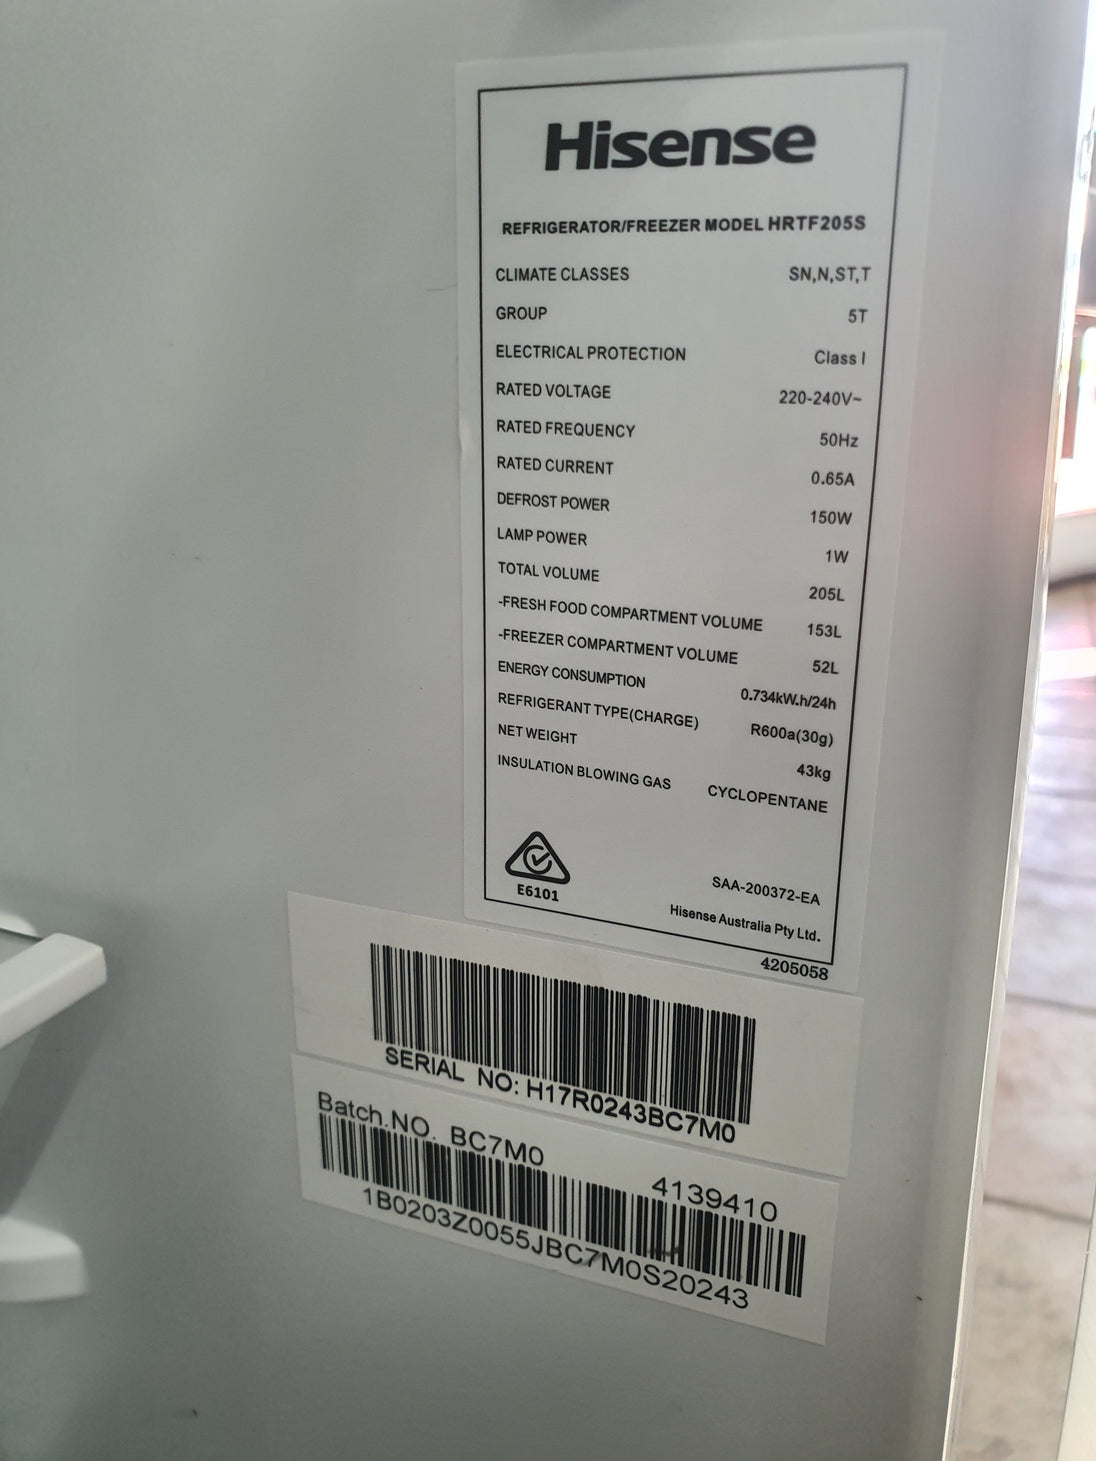 Hisense
REFRIGERATOR/FREEZER MODEL HRTF205S
CLIMATE CLASSES SN,N,ST,T
GROUP 5T
ELECTRICAL PROTECTION Class I
RATED VOLTAGE 220-240V~
RATED FREQUENCY 50Hz
RATED CURRENT 0.65A
DEFROST POWER 150W
LAMP POWER 1W
TOTAL VOLUME 205L
-FRESH FOOD COMPARTMENT VOLUME 153L
-FREEZER COMPARTMENT VOLUME 52L
ENERGY CONSUMPTION 0.734kW.h/24h
REFRIGERANT TYPE(CHARGE) R600a(30g)
NET WEIGHT 43kg
INSULATION BLOWING GAS CYCLOPENTANE
E6101
SAA-200372-EA
Hisense Australia Pty Ltd.
4205058
SERIAL NO: H17R0243BC7M0
Batch.NO. BC7M0 4139410
1B0203Z0055JBC7M0S20243